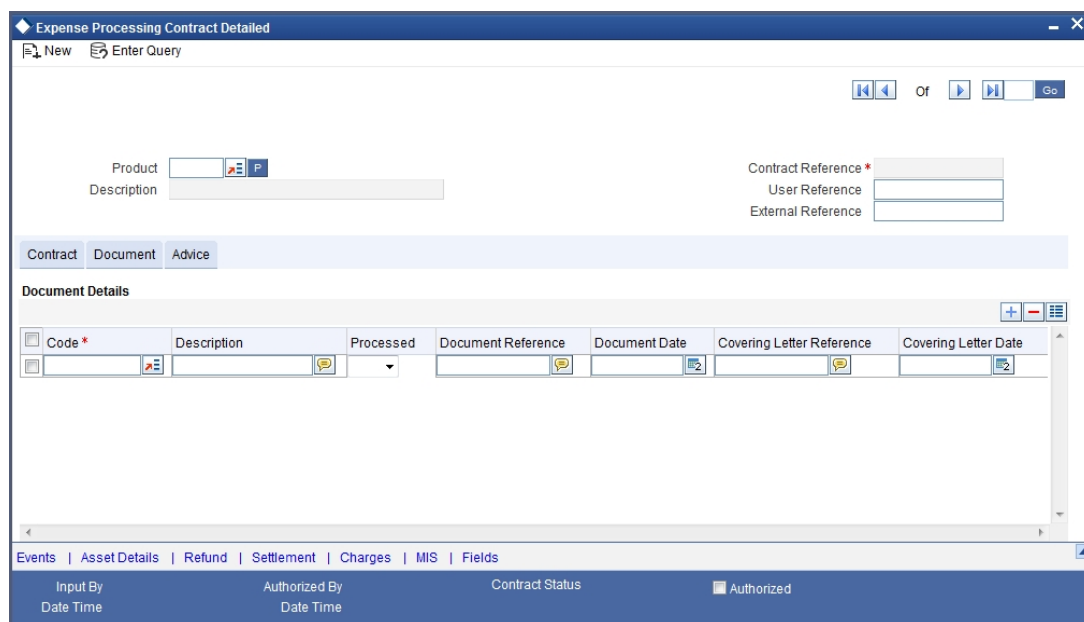 Expense Processing Contract Detailed
New Enter Query
Of Go
Product P Contract Reference *
Description User Reference
External Reference
Contract Document Advice
Document Details
Code * Description Processed Document Reference Document Date Covering Letter Reference Covering Letter Date
Events | Asset Details | Refund | Settlement | Charges | MIS | Fields
Input By Authorized By Contract Status Authorized
Date Time Date Time